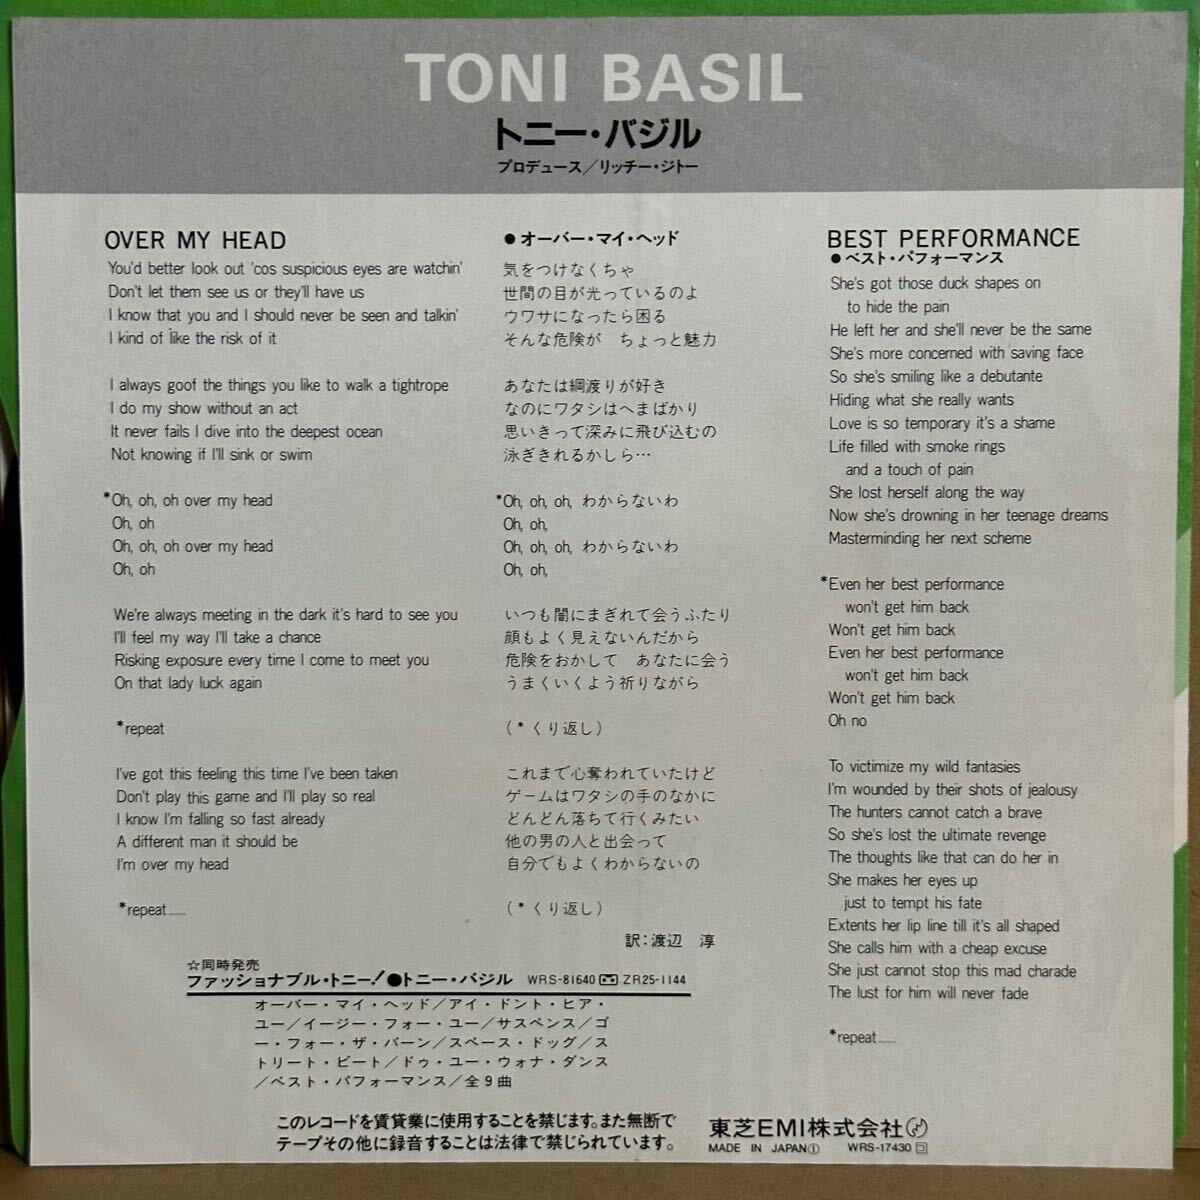 TONI BASIL
トニー・バジル
プロデュース／リッチー・ジトー
OVER MY HEAD
You'd better look out 'cos suspicious eyes are watchin'
Don't let them see us or they'll have us
I know that you and I should never be seen and talkin'
I kind of like the risk of it
I always goof the things you like to walk a tightrope
I do my show without an act
It never fails I dive into the deepest ocean
Not knowing if I'll sink or swim
*Oh, oh, oh over my head
Oh, oh
Oh, oh, oh over my head
Oh, oh
We're always meeting in the dark it's hard to see you
I'll feel my way I'll take a chance
Risking exposure every time I come to meet you
On that lady luck again
*repeat
I've got this feeling this time I've been taken
Don't play this game and I'll play so real
I know I'm falling so fast already
A different man it should be
I'm over my head
*repeat......
●オーバー・マイ・ヘッド
気をつけなくちゃ
世間の目が光っているのよ
ウワサになったら困る
そんな危険が　ちょっと魅力
あなたは綱渡りが好き
なのにワタシはへまばかり
思いきって深みに飛び込むの
泳ぎきれるかしら…
*Oh, oh, oh, わからないわ
Oh, oh,
Oh, oh, oh, わからないわ
Oh, oh,
いつも闇にまぎれて会うふたり
顔もよく見えないんだから
危険をおかして　あなたに会う
うまくいくよう祈りながら
(*くり返し)
これまで心奪われていたけど
ゲームはワタシの手のなかに
どんどん落ちて行くみたい
他の男の人と出会って
自分でもよくわからないの
(*くり返し)
訳：渡辺　淳
BEST PERFORMANCE
●ベスト・パフォーマンス
She's got those duck shapes on
to hide the pain
He left her and she'll never be the same
She's more concerned with saving face
So she's smiling like a debutante
Hiding what she really wants
Love is so temporary it's a shame
Life filled with smoke rings
and a touch of pain
She lost herself along the way
Now she's drowning in her teenage dreams
Masterminding her next scheme
*Even her best performance
won't get him back
Won't get him back
Even her best performance
won't get him back
Won't get him back
Oh no
To victimize my wild fantasies
I'm wounded by their shots of jealousy
The hunters cannot catch a brave
So she's lost the ultimate revenge
The thoughts like that can do her in
She makes her eyes up
just to tempt his fate
Extents her lip line till it's all shaped
She calls him with a cheap excuse
She just cannot stop this mad charade
The lust for him will never fade
*repeat......
☆同時発売
ファッショナブル・トニー！●トニー・バジル　WRS-81640 ZR25-1144
オーバー・マイ・ヘッド／アイ・ドント・ヒア・
ユー／イージー・フォー・ユー／サスペンス／ゴ
ー・フォー・ザ・バーン／スペース・ドッグ／ス
トリート・ビート／ドゥ・ユー・ウォナ・ダンス
／ベスト・パフォーマンス／全9曲
このレコードを賃貸業に使用することを禁じます。また無断で
テープその他に録音することは法律で禁じられています。
東芝EMI株式会社
MADE IN JAPAN① WRS-17430